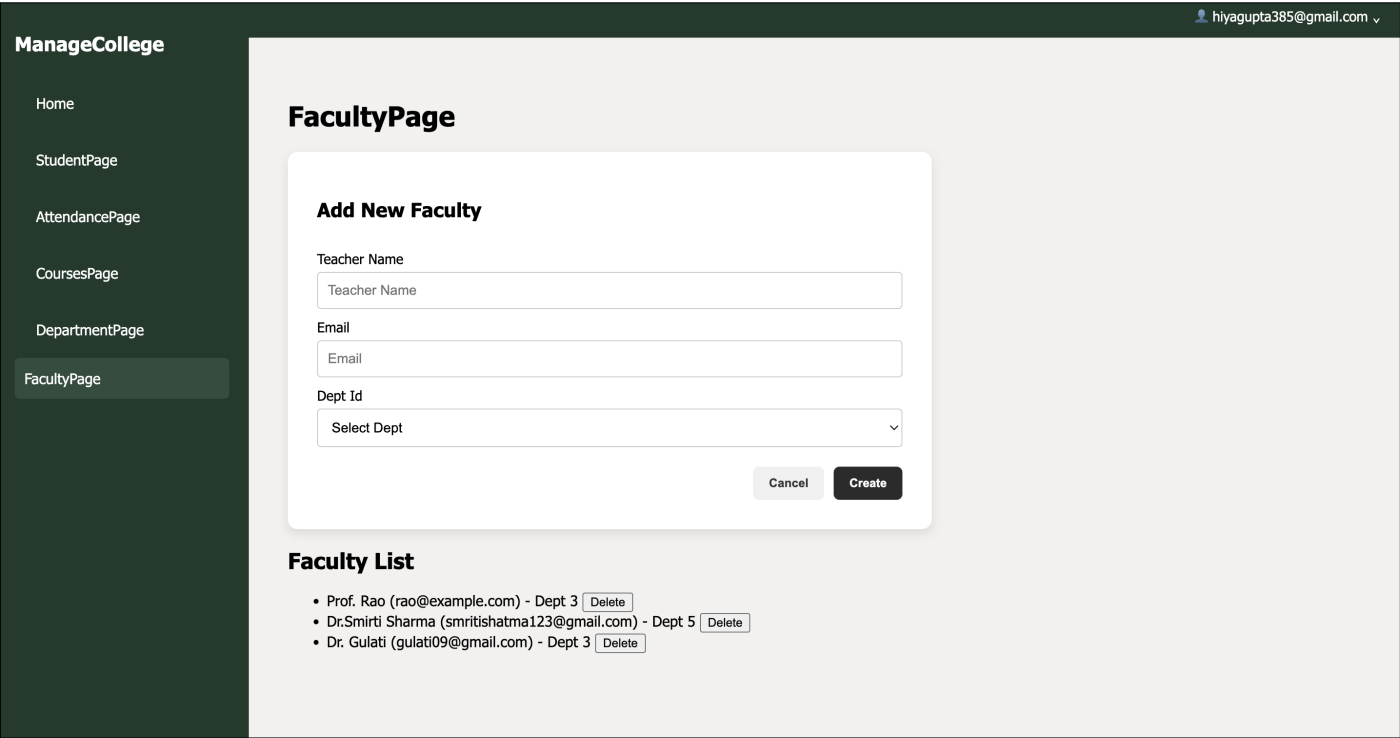 hiyagupta385@gmail.com
ManageCollege
Home
StudentPage
AttendancePage
CoursesPage
DepartmentPage
FacultyPage
FacultyPage
Add New Faculty
Teacher Name
Teacher Name
Email
Email
Dept Id
Select Dept
Cancel Create
Faculty List
Prof. Rao (rao@example.com) - Dept 3 Delete
Dr.Smirti Sharma (smritishatma123@gmail.com) - Dept 5 Delete
Dr. Gulati (gulati09@gmail.com) - Dept 3 Delete